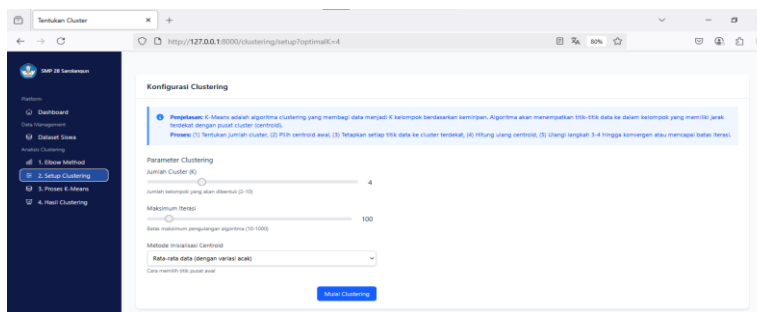 Tentukan Cluster
http://127.0.0.1:8000/clustering/setup?optimalK=4
80%
SMP 28 Sarolangun
Platform
Dashboard
Data Management
Dataset Siswa
Analisis Clustering
1. Elbow Method
2. Setup Clustering
3. Proses K-Means
4. Hasil Clustering
Konfigurasi Clustering
Penjelasan: K-Means adalah algoritma clustering yang membagi data menjadi K kelompok berdasarkan kemiripan. Algoritma akan menempatkan titik-titik data ke dalam kelompok yang memiliki jarak
terdekat dengan pusat cluster (centroid).
Proses: (1) Tentukan jumlah cluster, (2) Pilih centroid awal, (3) Tetapkan setiap titik data ke cluster terdekat, (4) Hitung ulang centroid, (5) Ulangi langkah 3-4 hingga konvergen atau mencapai batas iterasi.
Parameter Clustering
Jumlah Cluster (K)
4
Jumlah kelompok yang akan dibentuk (2-10)
Maksimum Iterasi
100
Batas maksimum pengulangan algoritma (10-1000)
Metode Inisialisasi Centroid
Rata-rata data (dengan variasi acak)
Cara memilih titik pusat awal
Mulai Clustering